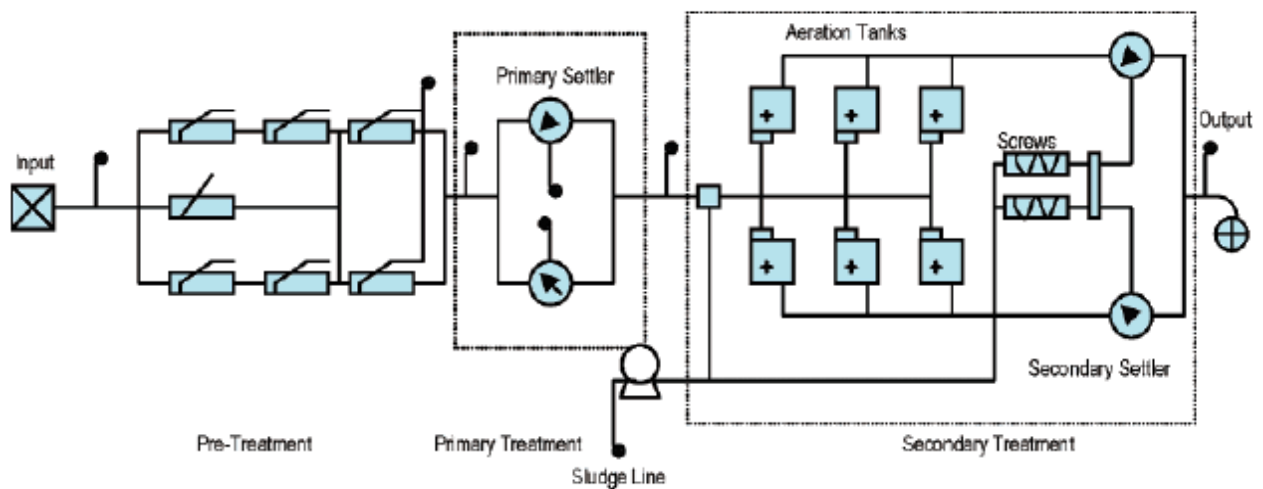 Aeration Tanks
Primary Settler
Output
Screws
Input
Secondary Settler
Pre-Treatment
Primary Treatment
Secondary Treatment
Sludge Line